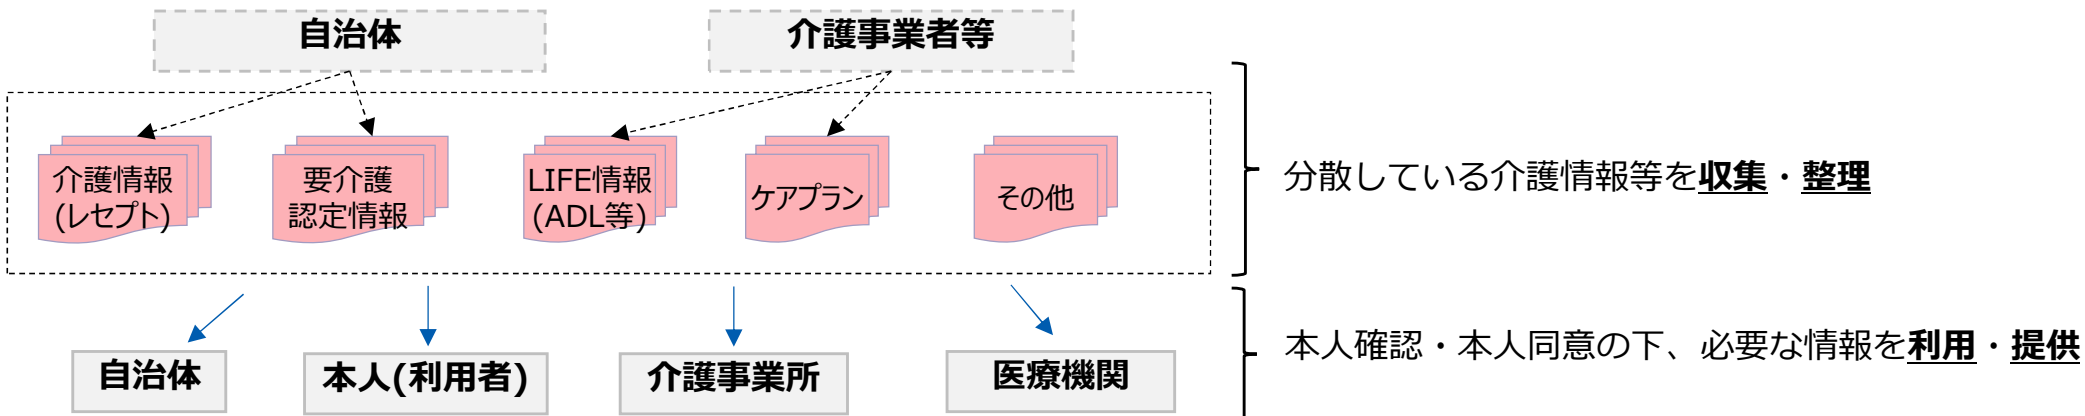 自治体
介護事業者等
介護情報
(レセプト)
要介護
認定情報
LIFE情報
(ADL等)
ケアプラン
その他
分散している介護情報等を収集・整理
自治体
本人(利用者)
介護事業所
医療機関
本人確認・本人同意の下、必要な情報を利用・提供